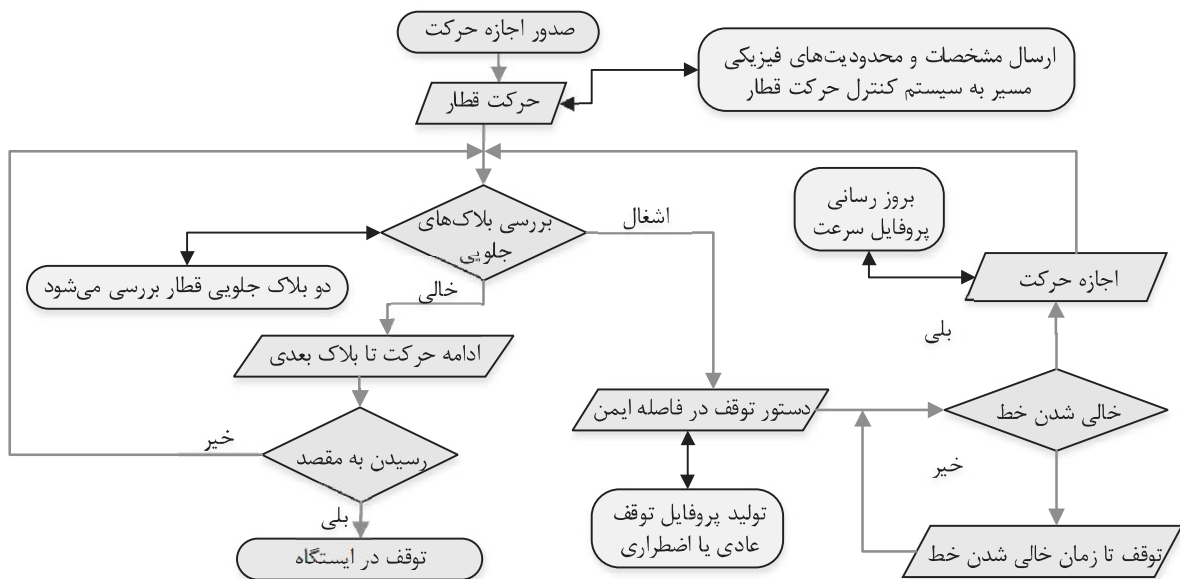 صدور اجازه حرکت
ارسال مشخصات و محدودیت‌های فیزیکی
مسیر به سیستم کنترل حرکت قطار
حرکت قطار
بررسی بلاک‌های
جلویی
اشغال
بروز رسانی
پروفایل سرعت
دو بلاک جلویی قطار بررسی می‌شود
خالی
اجازه حرکت
ادامه حرکت تا بلاک بعدی
بلی
دستور توقف در فاصله ایمن
خالی شدن خط
خیر
رسیدن به مقصد
خیر
بلی
تولید پروفایل توقف
عادی یا اضطراری
توقف در ایستگاه
توقف تا زمان خالی شدن خط